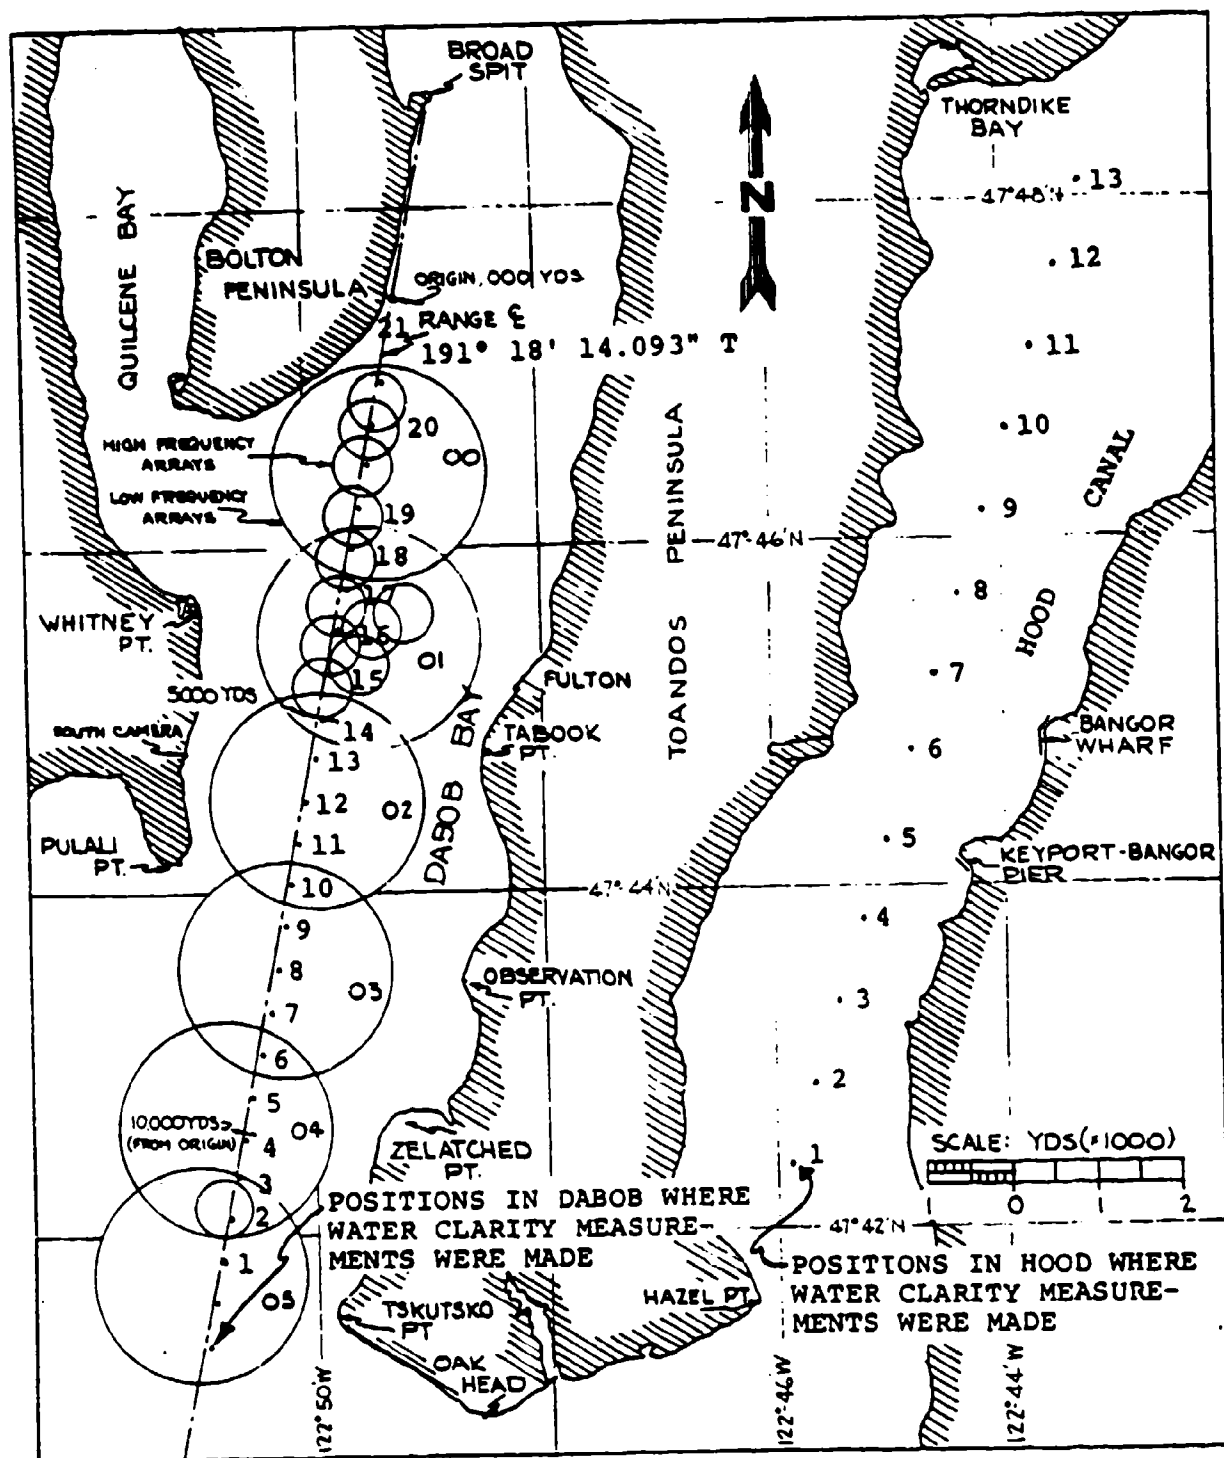 BROAD
SPIT
THORNDIKE
BAY
13
47°48'N
12
11
10
9
8
7
6
5
4
3
2
1
N
QUILCENE BAY
BOLTON
PENINSULA
ORIGIN, 000 YDS
21
RANGE ℄
191° 18' 14.093" T
20
HIGH FREQUENCY
ARRAYS
LOW FREQUENCY
ARRAYS
00
19
18
17
16
15
14
13
12
11
10
9
8
7
6
5
4
3
2
1
01
02
03
04
05
47°46'N
TOANDOS PENINSULA
HOOD CANAL
WHITNEY
PT.
5000 YDS
SOUTH CAMERA
FULTON
TABOOK
PT.
DABOB BAY
BANGOR
WHARF
PULALI
PT.
KEYPORT-BANGOR
PIER
47°44'N
OBSERVATION
PT.
10,000 YDS
(FROM ORIGIN)
ZELATCHED
PT.
SCALE: YDS (×1000)
1 0 1 2
POSITIONS IN DABOB WHERE
WATER CLARITY MEASURE-
MENTS WERE MADE
47°42'N
POSITIONS IN HOOD WHERE
WATER CLARITY MEASURE-
MENTS WERE MADE
HAZEL PT.
TSKUTSKO
PT
OAK
HEAD
122°50'W
122°46'W
122°44'W